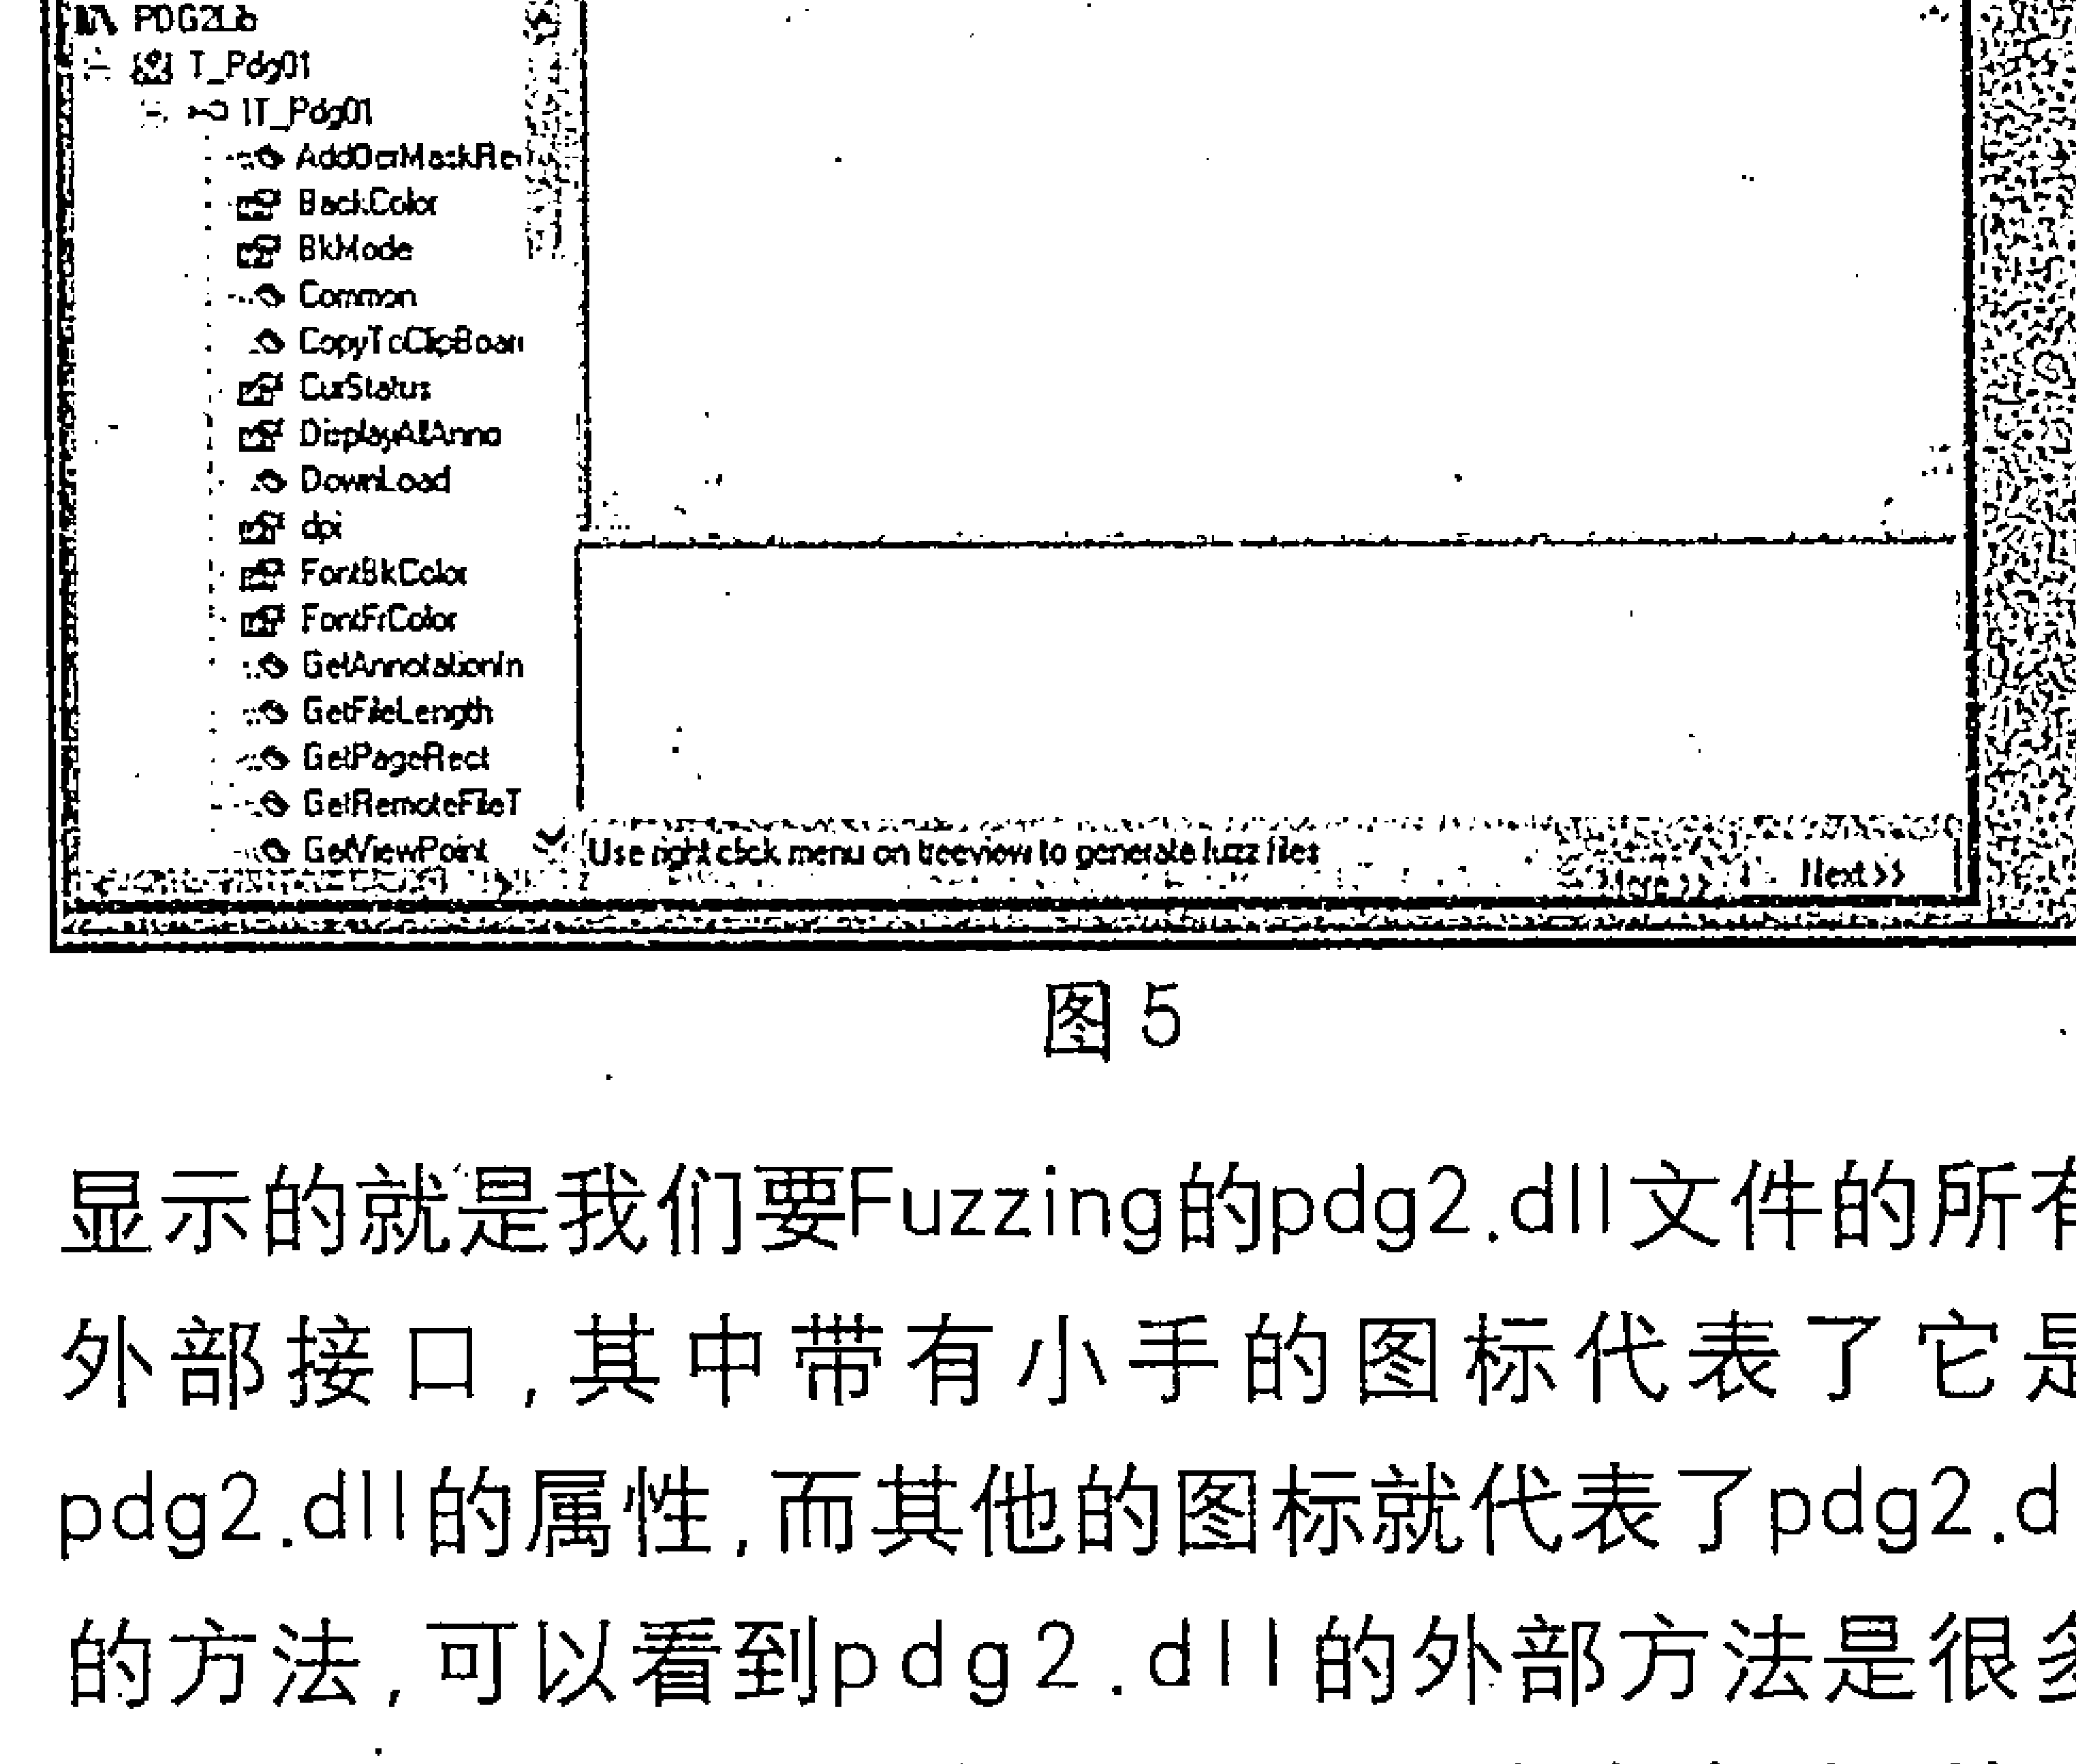 PDG2Lib
T_Pdg01
IT_Pdg01
AddOcrMaskRec
BackColor
BkMode
Common
CopyToClipBoar
CurStatus
DisplayAllAnno
DownLoad
dpi
FontBkColor
FontFrColor
GetAnnotationIn
GetFileLength
GetPageRect
GetRemoteFileT
GetViewPoint
Use right click menu on treeview to generate fuzz files
Next>>
图5
显示的就是我们要Fuzzing的pdg2.dll文件的所有
外部接口,其中带有小手的图标代表了它是
pdg2.dll的属性,而其他的图标就代表了pdg2.d
的方法,可以看到pdg2.dll的外部方法是很多